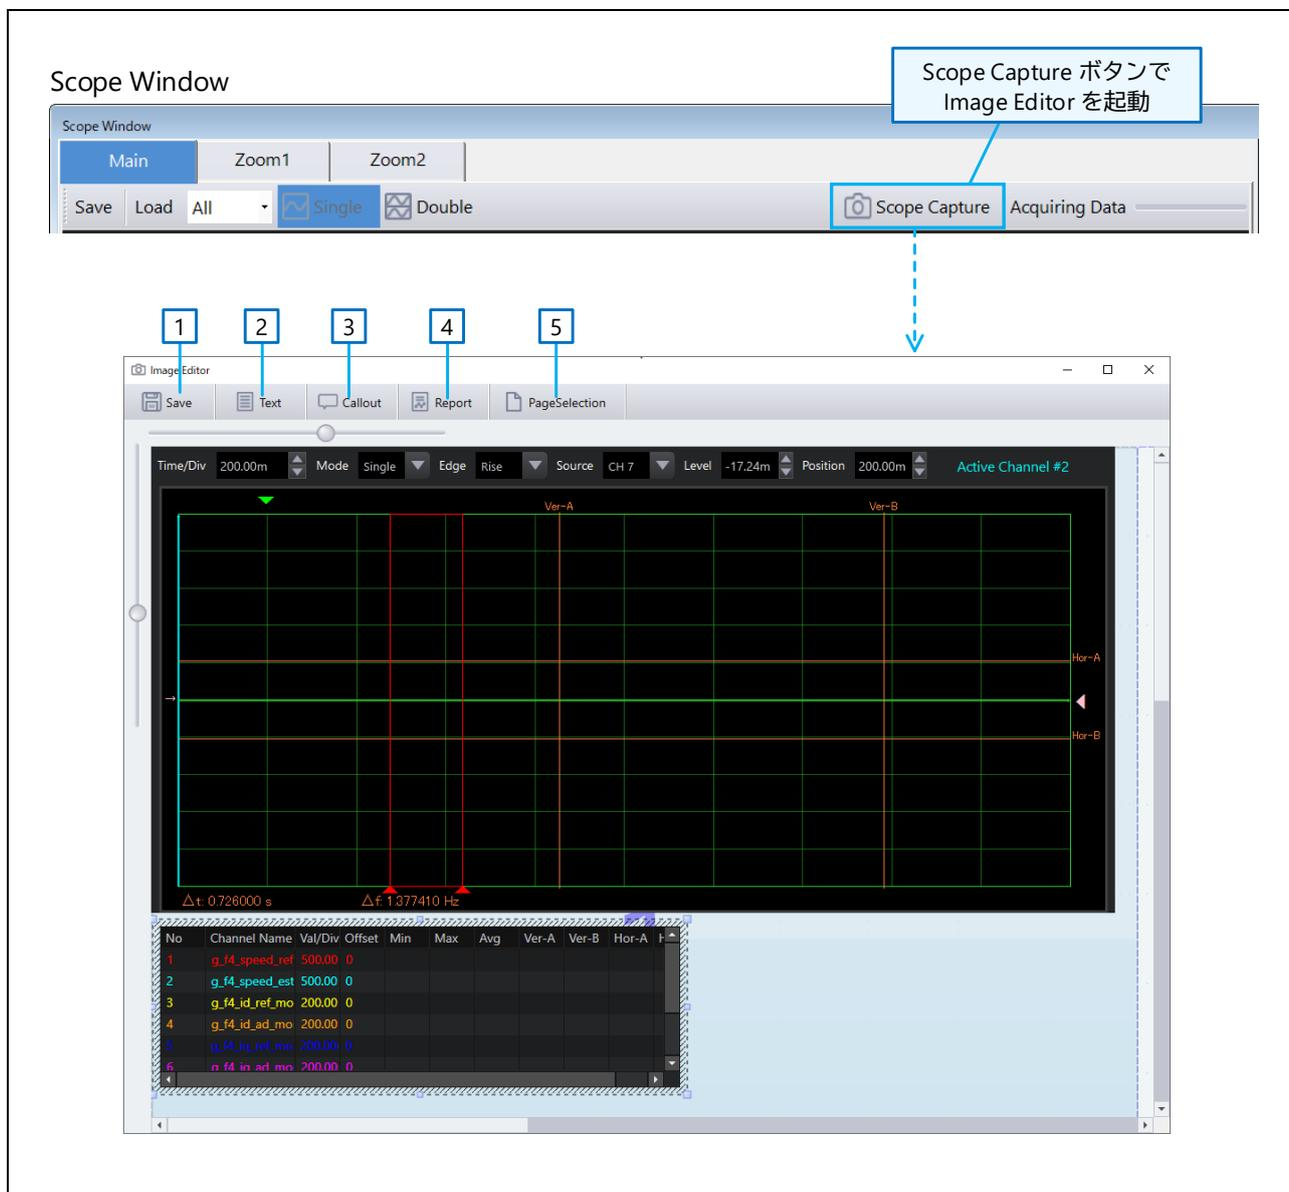 Scope Window
Scope Capture ボタンで
Image Editor を起動
Scope Window
Main Zoom1 Zoom2
Save Load All Single Double Scope Capture Acquiring Data
1 2 3 4 5
Image Editor
Save Text Callout Report PageSelection
Time/Div 200.00m Mode Single Edge Rise Source CH 7 Level -17.24m Position 200.00m Active Channel #2
Ver-A Ver-B
Hor-A
Hor-B
△t: 0.726000 s △f: 1.377410 Hz
No Channel Name Val/Div Offset Min Max Avg Ver-A Ver-B Hor-A H
1 g_f4_speed_ref 500.00 0
2 g_f4_speed_est 500.00 0
3 g_f4_id_ref_mo 200.00 0
4 g_f4_id_ad_mo 200.00 0
5 g_f4_iq_ref_mo 200.00 0
6 g_f4_iq_ad_mo 200.00 0